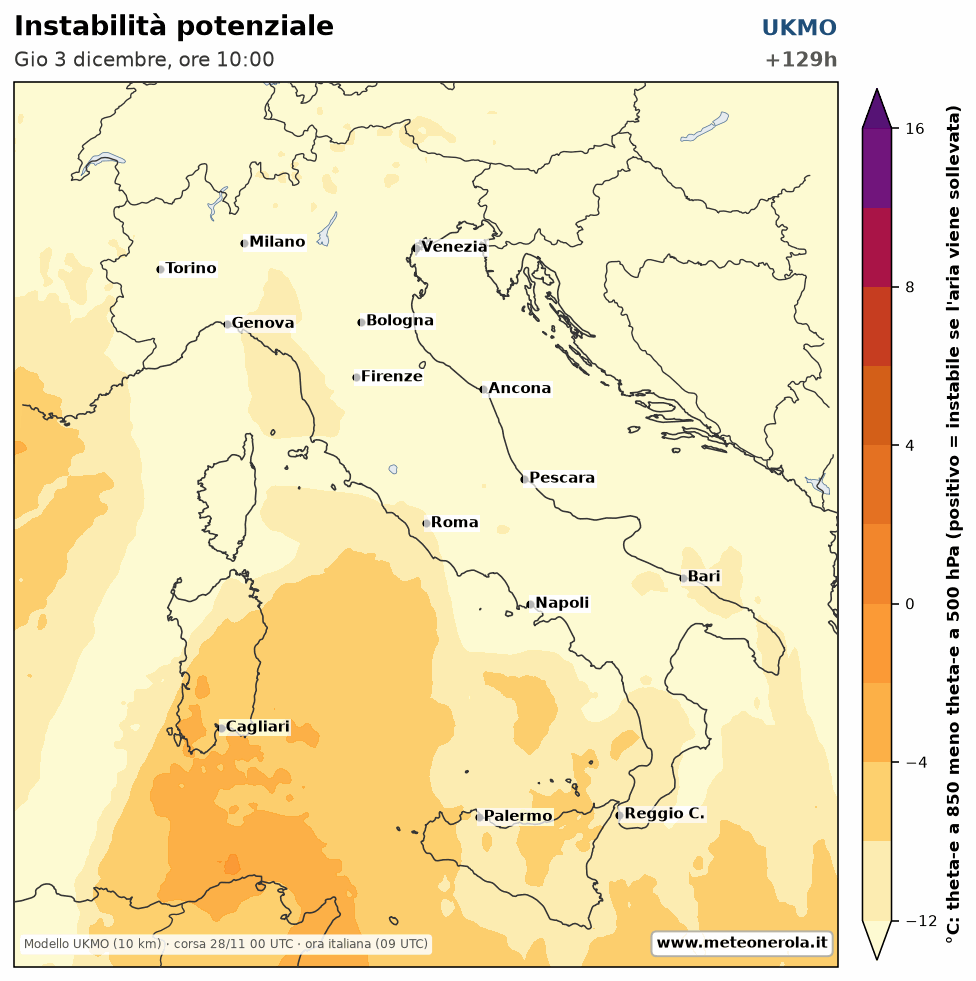 Instabilità potenziale
UKMO
Gio 3 dicembre, ore 10:00
+129h
Milano
Venezia
Torino
Genova
Bologna
Firenze
Ancona
Pescara
Roma
Bari
Napoli
Cagliari
Palermo
Reggio C.
Modello UKMO (10 km) · corsa 28/11 00 UTC · ora italiana (09 UTC)
www.meteonerola.it
16
8
4
0
−4
−12
°C: theta-e a 850 meno theta-e a 500 hPa (positivo = instabile se l'aria viene sollevata)